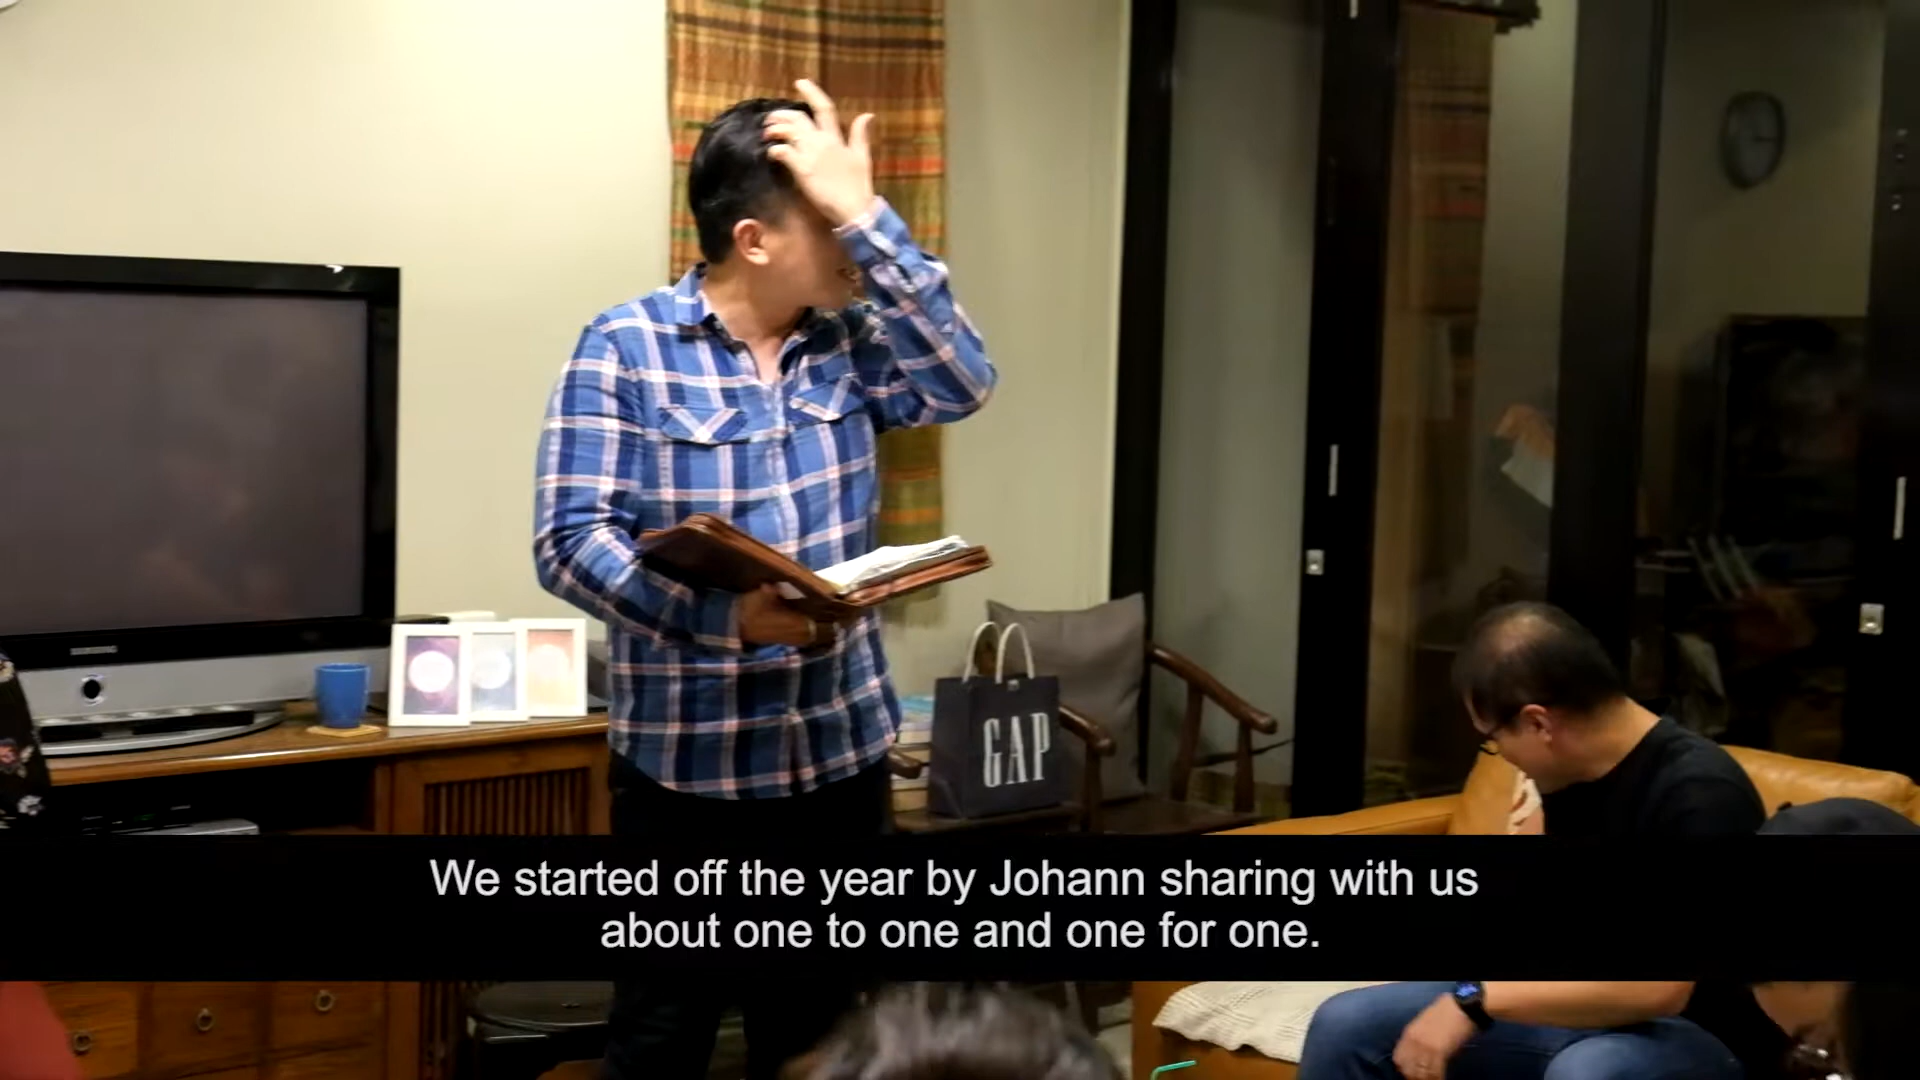 SAMSUNG
GAP
We started off the year by Johann sharing with us
about one to one and one for one.